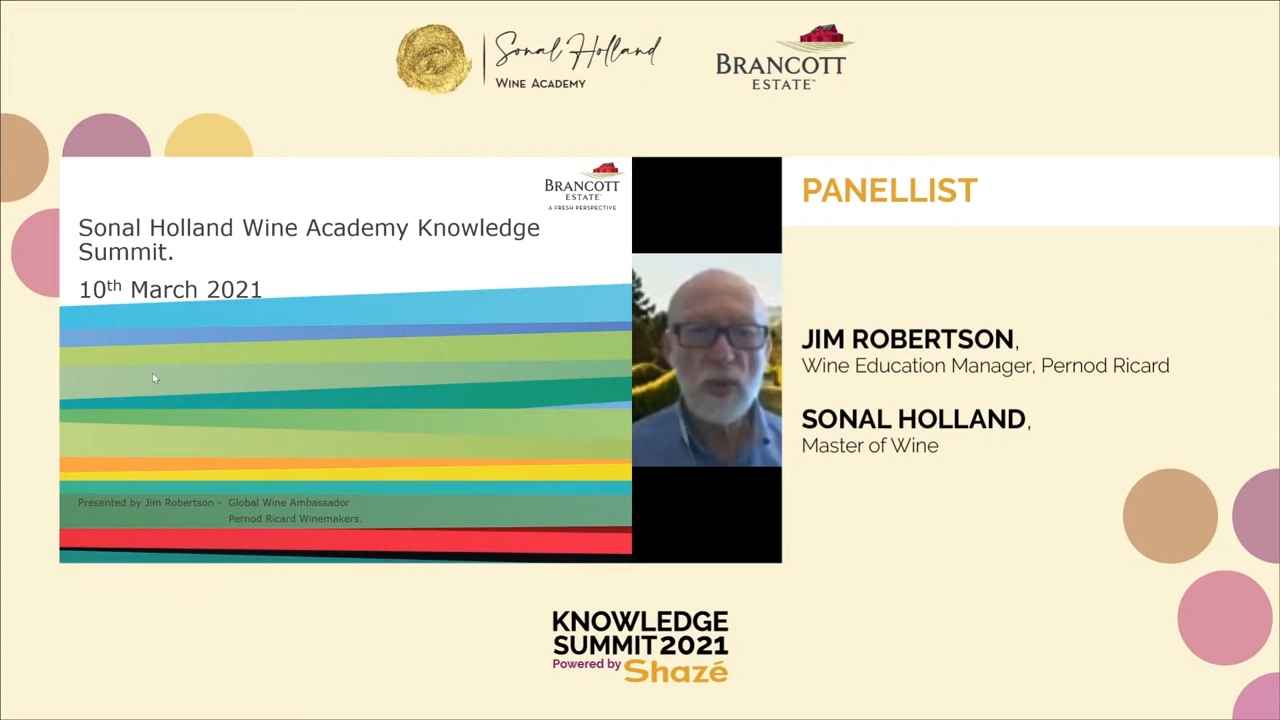 Sonal Holland
WINE ACADEMY
BRANCOTT
ESTATE™
BRANCOTT
ESTATE
A FRESH PERSPECTIVE
Sonal Holland Wine Academy Knowledge
Summit.
10th March 2021
Presented by Jim Robertson - Global Wine Ambassador
Pernod Ricard Winemakers.
PANELLIST
JIM ROBERTSON,
Wine Education Manager, Pernod Ricard
SONAL HOLLAND,
Master of Wine
KNOWLEDGE
SUMMIT2021
Powered by Shazé